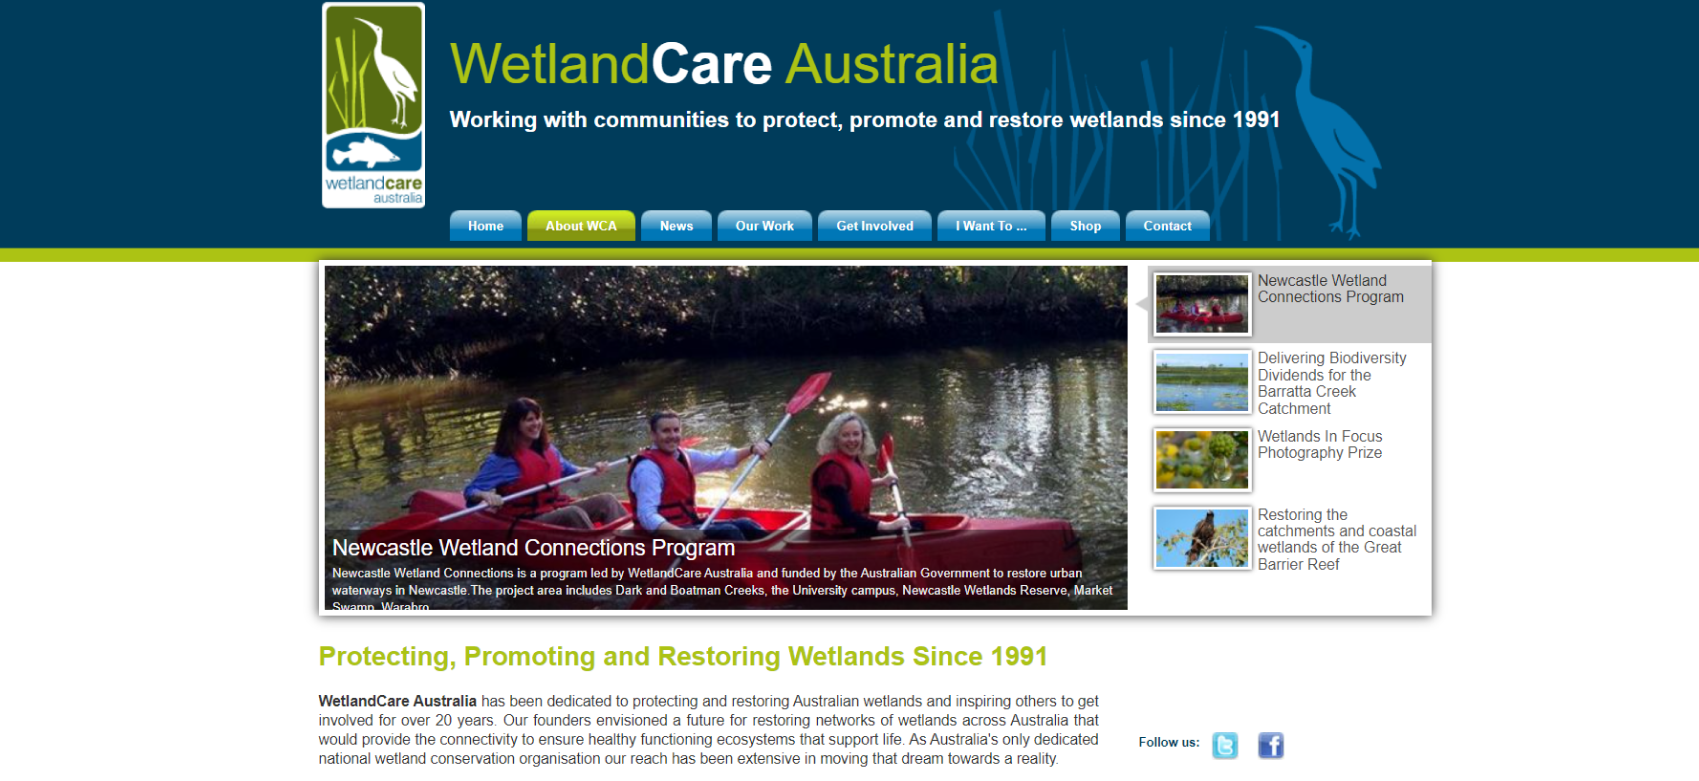 wetlandcare
australia
WetlandCare Australia
Working with communities to protect, promote and restore wetlands since 1991
Home
About WCA
News
Our Work
Get Involved
I Want To ...
Shop
Contact
Newcastle Wetland Connections Program
Newcastle Wetland Connections is a program led by WetlandCare Australia and funded by the Australian Government to restore urban
waterways in Newcastle.The project area includes Dark and Boatman Creeks, the University campus, Newcastle Wetlands Reserve, Market
Swamp, Warabro
Newcastle Wetland
Connections Program
Delivering Biodiversity
Dividends for the
Barratta Creek
Catchment
Wetlands In Focus
Photography Prize
Restoring the
catchments and coastal
wetlands of the Great
Barrier Reef
Protecting, Promoting and Restoring Wetlands Since 1991
WetlandCare Australia has been dedicated to protecting and restoring Australian wetlands and inspiring others to get
involved for over 20 years. Our founders envisioned a future for restoring networks of wetlands across Australia that
would provide the connectivity to ensure healthy functioning ecosystems that support life. As Australia's only dedicated
national wetland conservation organisation our reach has been extensive in moving that dream towards a reality.
Follow us: